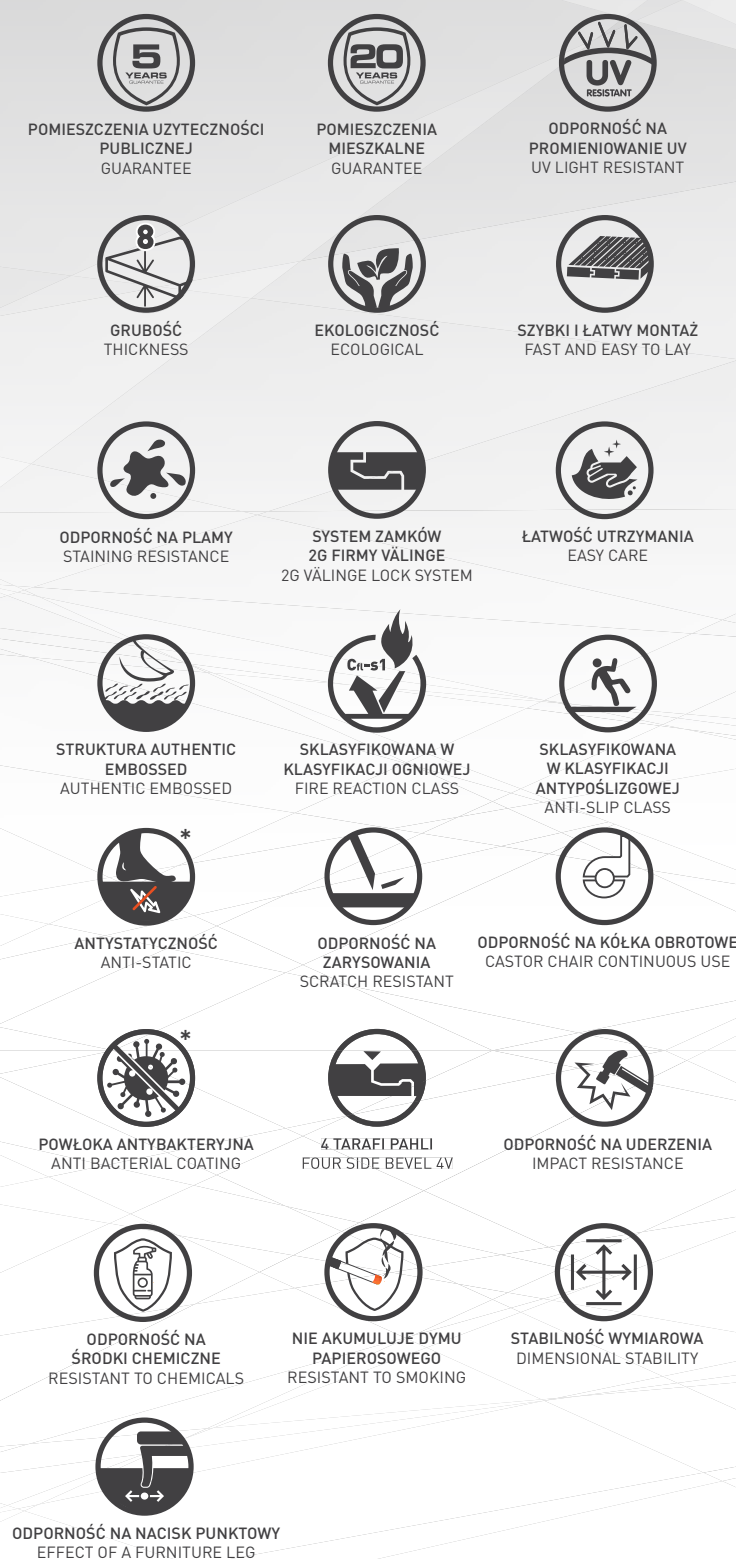 5
YEARS
GUARANTEE
POMIESZCZENIA UZYTECZNOŚCI
PUBLICZNEJ
GUARANTEE
20
YEARS
GUARANTEE
POMIESZCZENIA
MIESZKALNE
GUARANTEE
UV
RESISTANT
ODPORNOŚĆ NA
PROMIENIOWANIE UV
UV LIGHT RESISTANT
8
GRUBOŚĆ
THICKNESS
EKOLOGICZNOSĆ
ECOLOGICAL
SZYBKI I ŁATWY MONTAŻ
FAST AND EASY TO LAY
ODPORNOŚĆ NA PLAMY
STAINING RESISTANCE
SYSTEM ZAMKÓW
2G FIRMY VÄLINGE
2G VÄLINGE LOCK SYSTEM
ŁATWOŚĆ UTRZYMANIA
EASY CARE
STRUKTURA AUTHENTIC
EMBOSSED
AUTHENTIC EMBOSSED
Cfl-s1
SKLASYFIKOWANA W
KLASYFIKACJI OGNIOWEJ
FIRE REACTION CLASS
SKLASYFIKOWANA
W KLASYFIKACJI
ANTYPOŚLIZGOWEJ
ANTI-SLIP CLASS
*
ANTYSTATYCZNOŚĆ
ANTI-STATIC
ODPORNOŚĆ NA
ZARYSOWANIA
SCRATCH RESISTANT
ODPORNOŚĆ NA KÓŁKA OBROTOWE
CASTOR CHAIR CONTINUOUS USE
*
POWŁOKA ANTYBAKTERYJNA
ANTI BACTERIAL COATING
4 TARAFI PAHLI
FOUR SIDE BEVEL 4V
ODPORNOŚĆ NA UDERZENIA
IMPACT RESISTANCE
ODPORNOŚĆ NA
ŚRODKI CHEMICZNE
RESISTANT TO CHEMICALS
NIE AKUMULUJE DYMU
PAPIEROSOWEGO
RESISTANT TO SMOKING
STABILNOŚĆ WYMIAROWA
DIMENSIONAL STABILITY
ODPORNOŚĆ NA NACISK PUNKTOWY
EFFECT OF A FURNITURE LEG